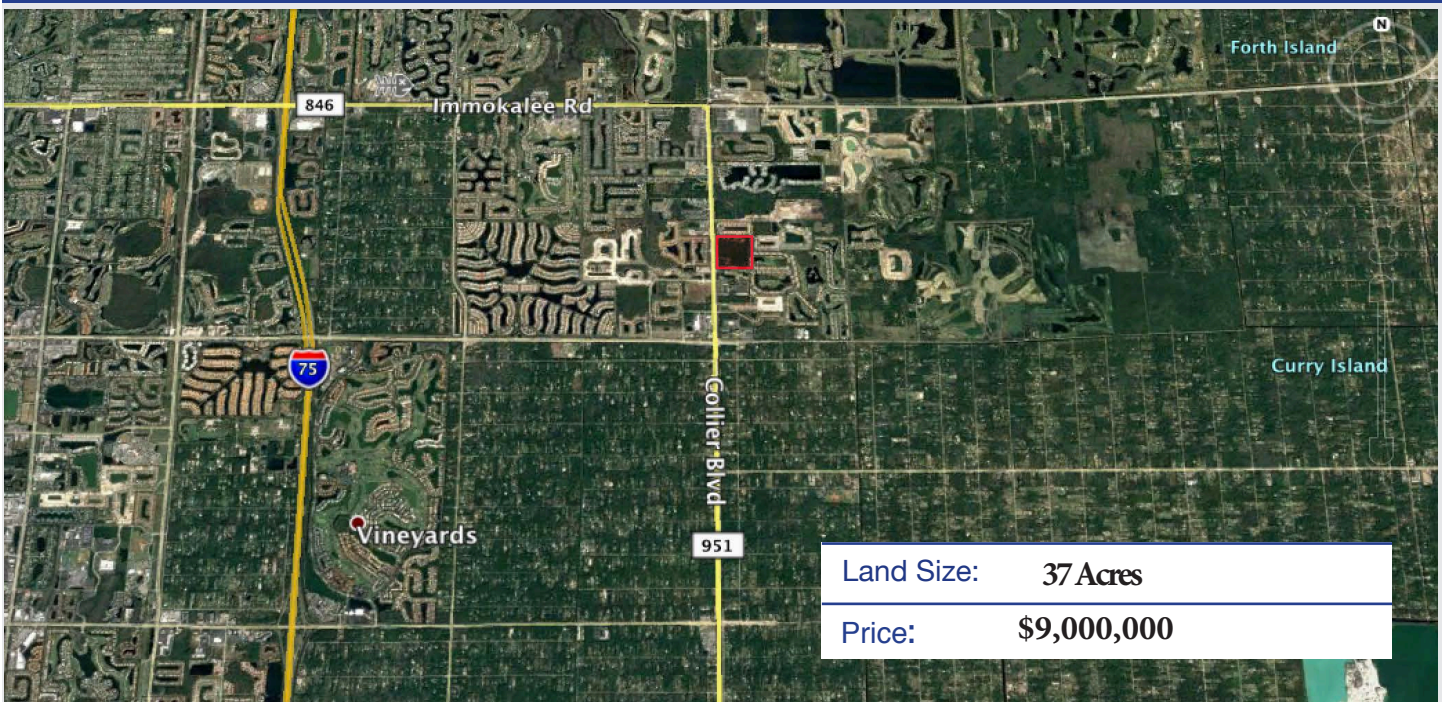 N
Forth Island
846
Immokalee Rd
75
Curry Island
Collier Blvd
Vineyards
951
Land Size: 37 Acres
Price: $9,000,000